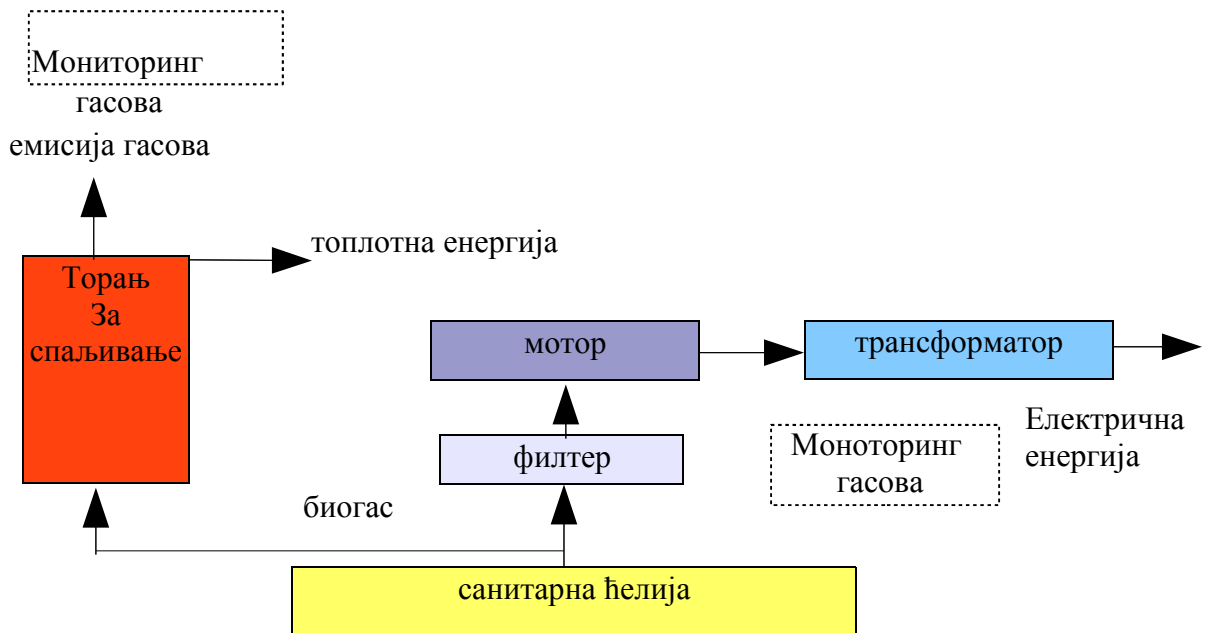 Мониторинг
гасова
емисија гасова
топлотна енергија
Торањ
За
спаљивање
мотор
трансформатор
филтер
Моноторинг
гасова
Електрична
енергија
биогас
санитарна ћелија